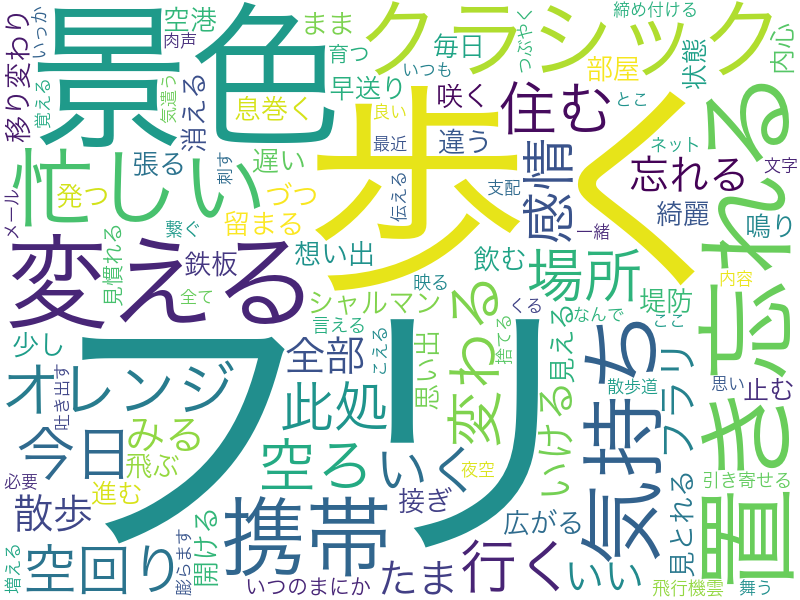 フリ
歩く
景色
置き忘れる
変える
クラシック
忙しい
携帯
気持ち
住む
場所
感情
忘れる
変わる
行く
いく
いい
いける
今日
此処
空ろ
空回り
オレンジ
全部
散歩
みる
たま
フラリ
移り変わり
いっか
覚える
肉声
気遣う
空港
まま
育つ
消える
息巻く
早送り
毎日
いつも
つぶやく
咲く
良い
最近
違う
伝える
締め付ける
部屋
状態
内心
とこ
ネット
文字
綺麗
鳴り
支配
一緒
張る
遅い
刺す
発つ
づつ
留まる
繋ぐ
メール
見慣れる
鉄板
全て
想い出
飲む
映る
シャルマン
言える
くる
なんで
ここ
内容
堤防
見える
捨てる
思い出
こえる
少し
吐き出す
飛ぶ
進む
必要
夜空
接ぎ
広がる
散歩道
思い
止む
見とれる
引き寄せる
開ける
膨らます
増える
いつのまにか
飛行機雲
舞う